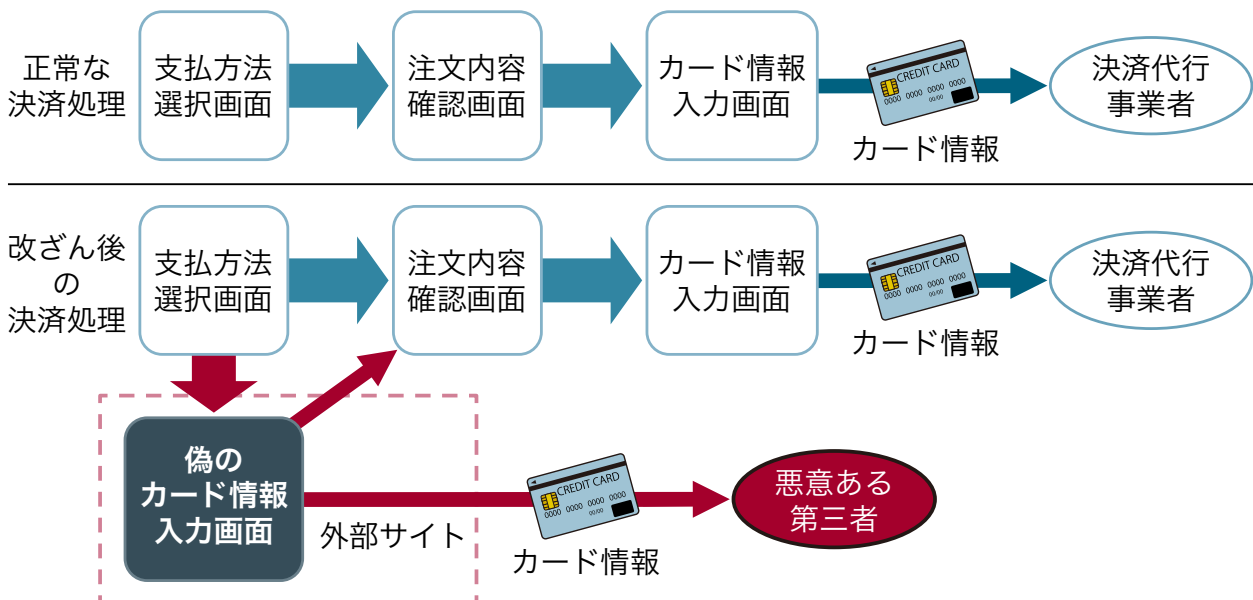 正常な
決済処理
支払方法
選択画面
注文内容
確認画面
カード情報
入力画面
CREDIT CARD
0000 0000 0000 0000
00/00
カード情報
決済代行
事業者
改ざん後
の
決済処理
支払方法
選択画面
注文内容
確認画面
カード情報
入力画面
CREDIT CARD
0000 0000 0000 0000
00/00
カード情報
決済代行
事業者
偽の
カード情報
入力画面
外部サイト
CREDIT CARD
0000 0000 0000 0000
00/00
カード情報
悪意ある
第三者